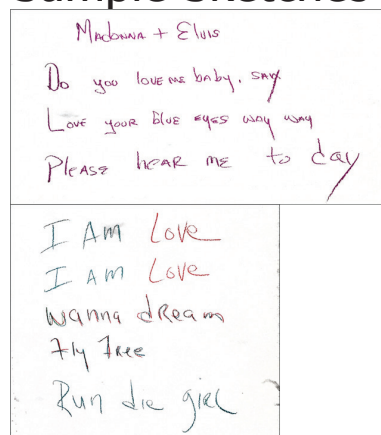 Sample Sketches
Madonna + Elvis
Do you love me baby, say
Love your blue eyes way way
Please hear me to day
I Am Love
I Am Love
wanna dream
Fly Free
Run die girl